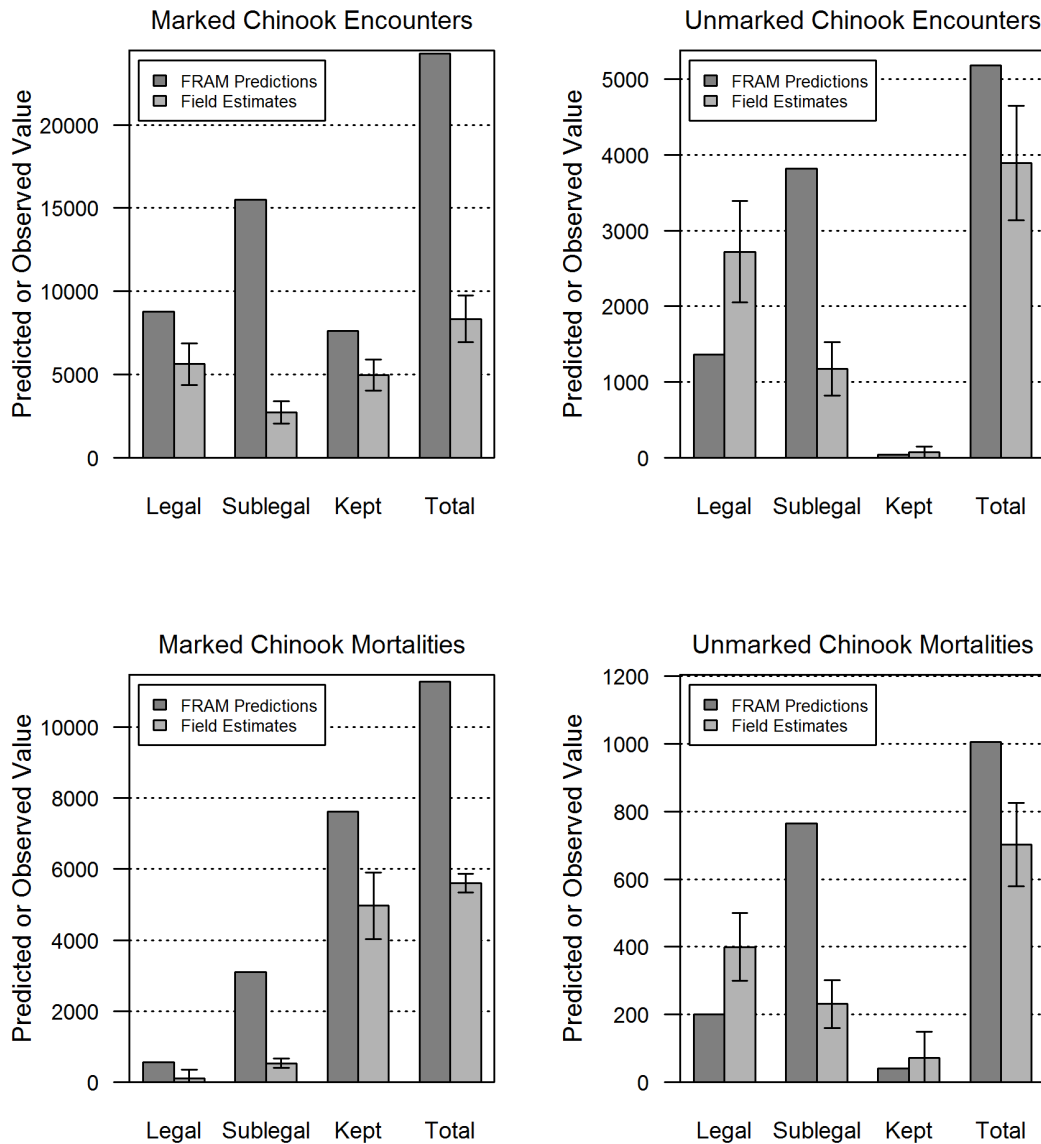 Marked Chinook Encounters
Predicted or Observed Value
20000
15000
10000
5000
0
FRAM Predictions
Field Estimates
Legal Sublegal Kept Total
Unmarked Chinook Encounters
Predicted or Observed Value
5000
4000
3000
2000
1000
0
FRAM Predictions
Field Estimates
Legal Sublegal Kept Total
Marked Chinook Mortalities
Predicted or Observed Value
10000
8000
6000
4000
2000
0
FRAM Predictions
Field Estimates
Legal Sublegal Kept Total
Unmarked Chinook Mortalities
Predicted or Observed Value
1200
1000
800
600
400
200
0
FRAM Predictions
Field Estimates
Legal Sublegal Kept Total